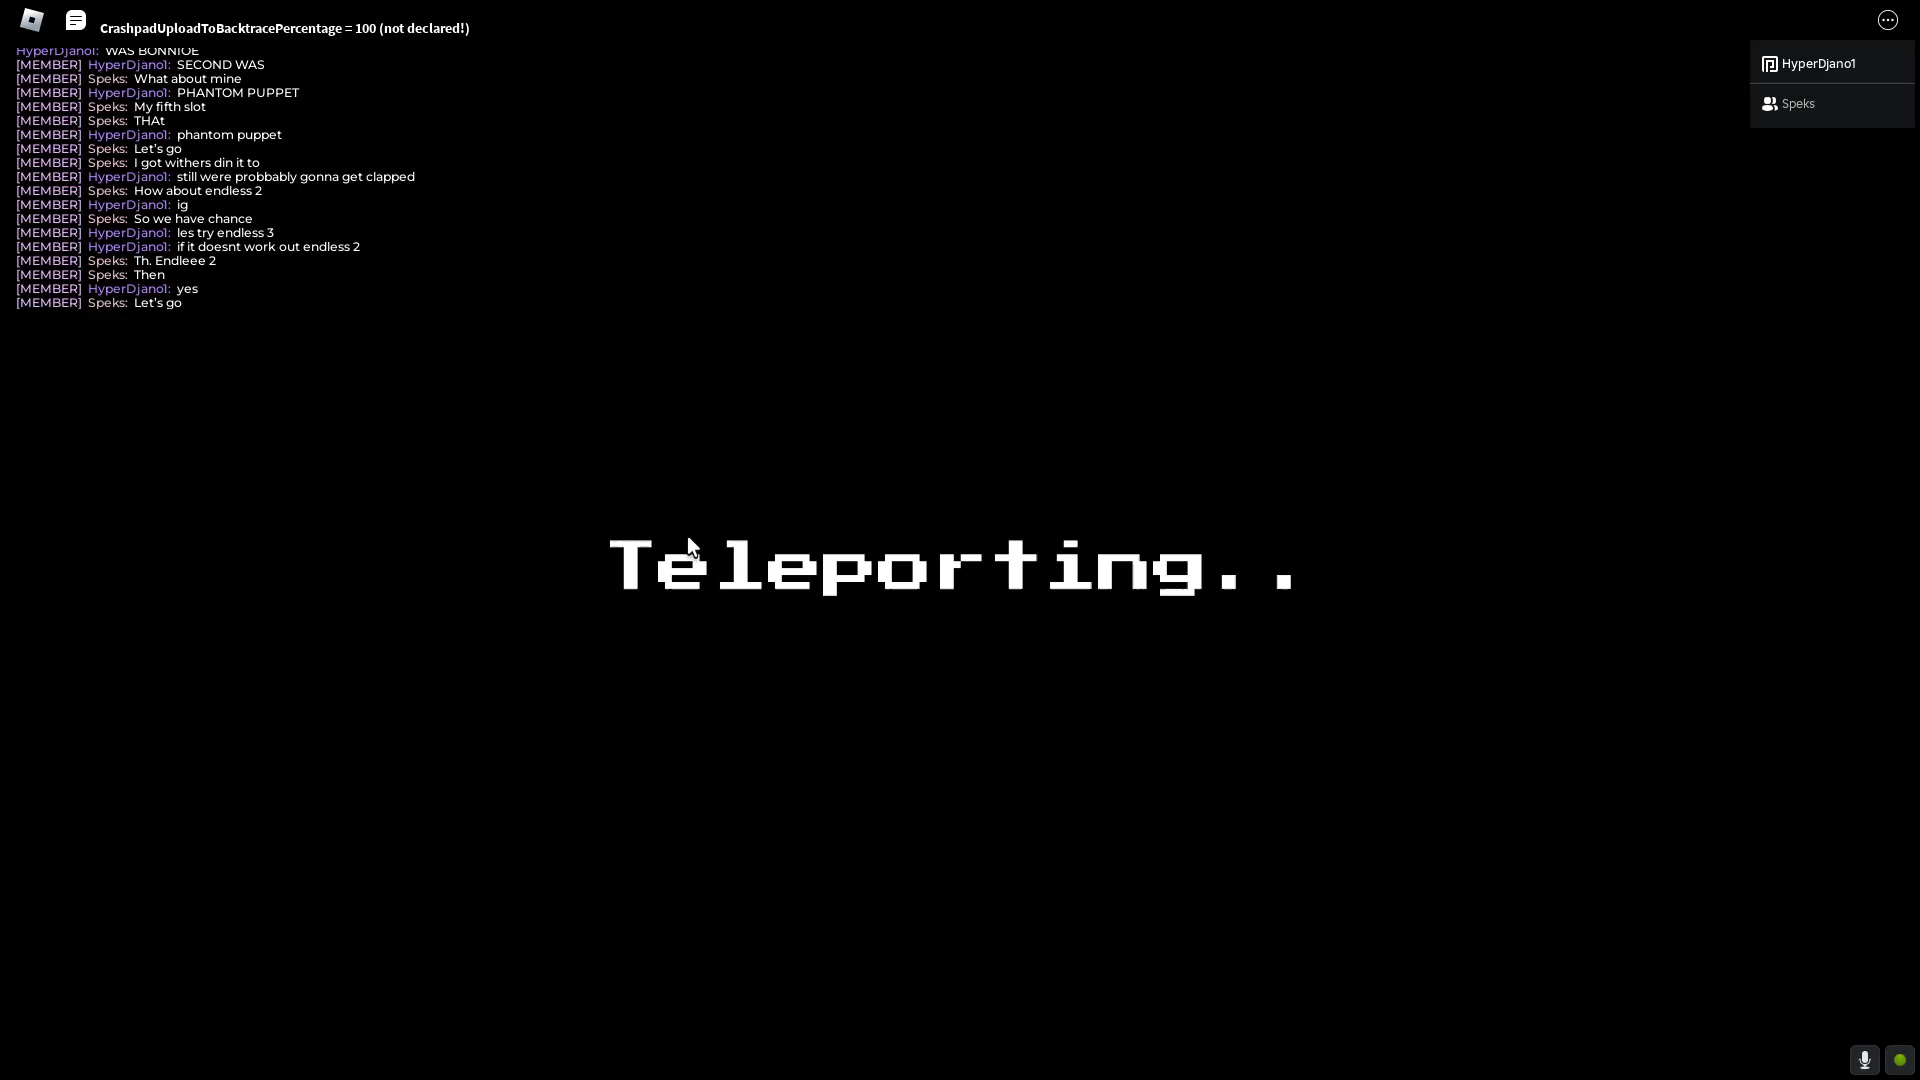 CrashpadUploadToBacktracePercentage = 100 (not declared!)
HyperDjano1: WAS BONNIOE
[MEMBER] HyperDjano1: SECOND WAS
[MEMBER] Speks: What about mine
[MEMBER] HyperDjano1: PHANTOM PUPPET
[MEMBER] Speks: My fifth slot
[MEMBER] Speks: THAt
[MEMBER] HyperDjano1: phantom puppet
[MEMBER] Speks: Let's go
[MEMBER] Speks: I got withers din it to
[MEMBER] HyperDjano1: still were probbably gonna get clapped
[MEMBER] Speks: How about endless 2
[MEMBER] HyperDjano1: ig
[MEMBER] Speks: So we have chance
[MEMBER] HyperDjano1: les try endless 3
[MEMBER] HyperDjano1: if it doesnt work out endless 2
[MEMBER] Speks: Th. Endleee 2
[MEMBER] Speks: Then
[MEMBER] HyperDjano1: yes
[MEMBER] Speks: Let's go
HyperDjano1
Speks
Teleporting..